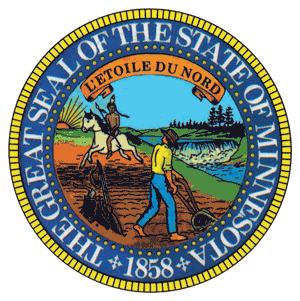 THE GREAT SEAL OF THE STATE OF MINNESOTA
L'ETOILE DU NORD
1858